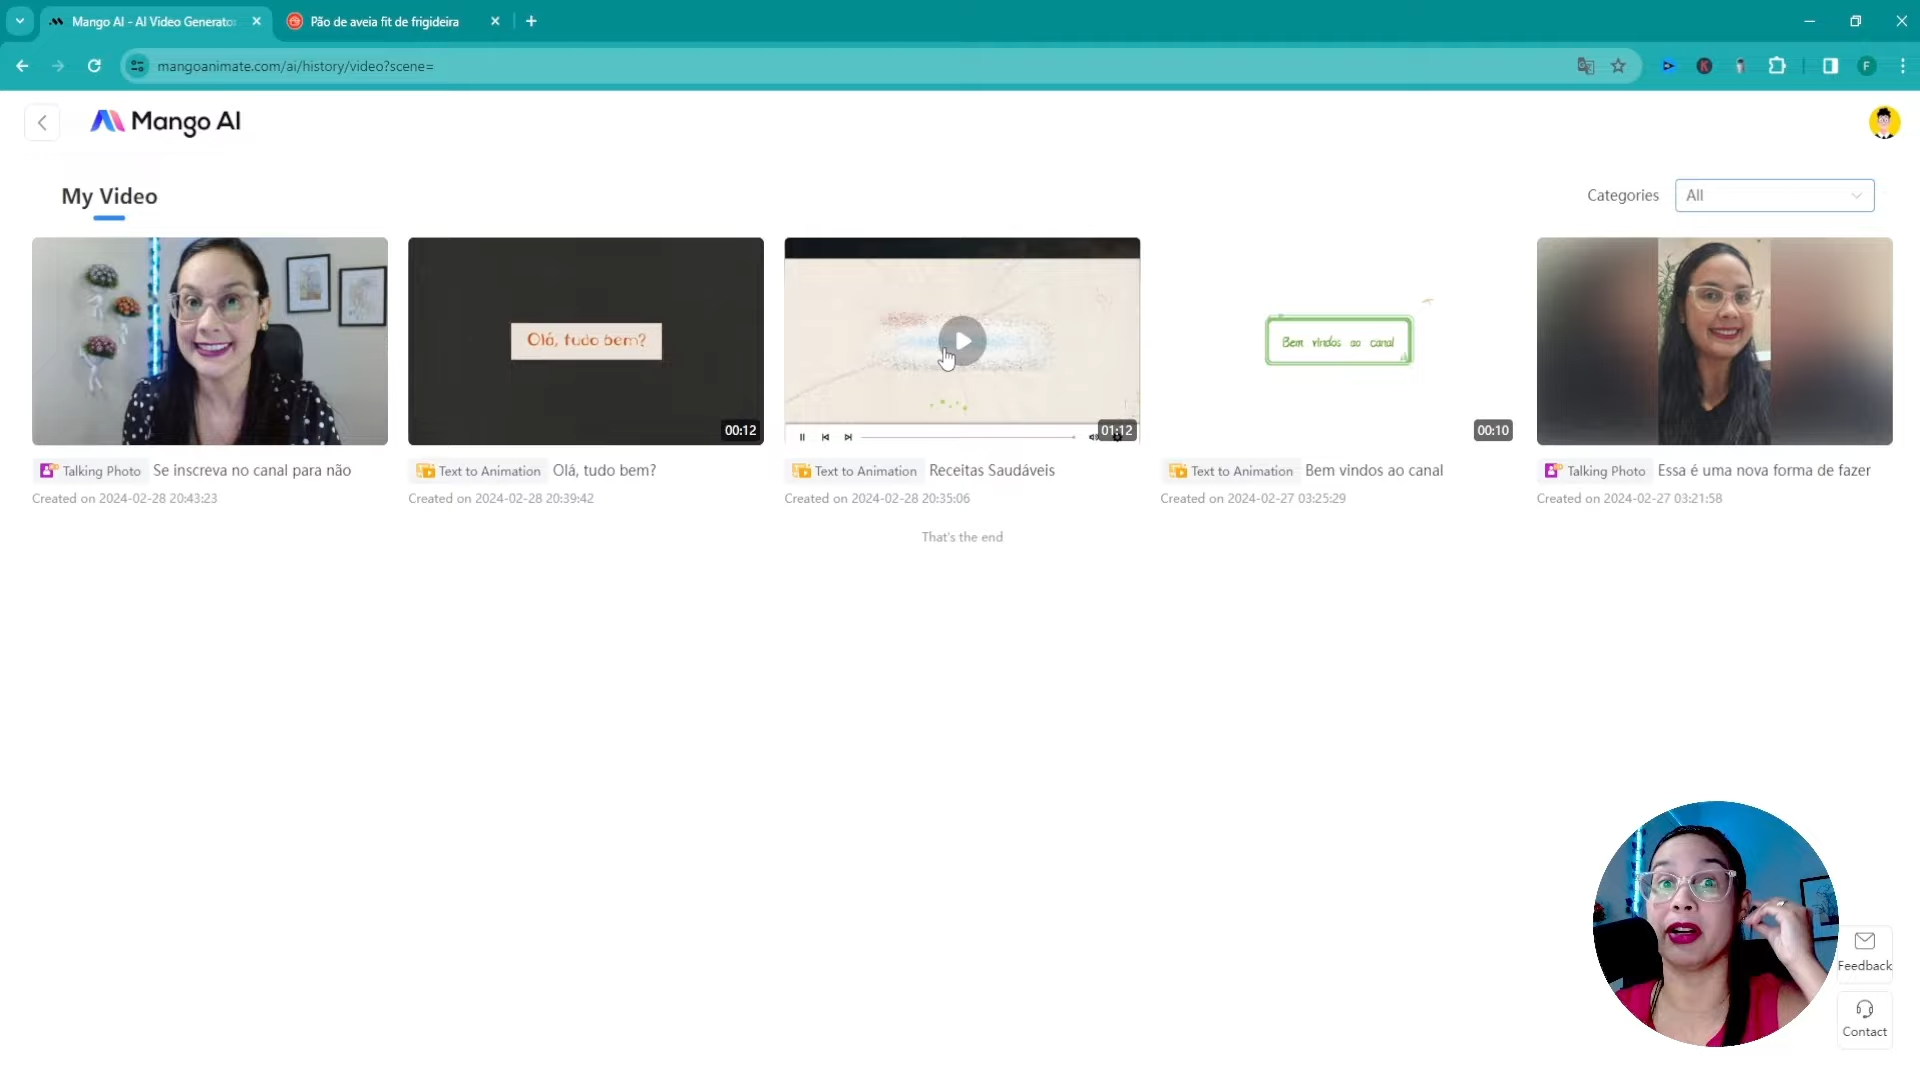 Mango AI - AI Video Generator
Pão de aveia fit de frigideira
mangoanimate.com/ai/history/video?scene=
F
Mango AI
My Video
Categories
All
Olá, tudo bem?
00:12
01:12
Bem vindos ao canal
00:10
Talking Photo Se inscreva no canal para não
Text to Animation Olá, tudo bem?
Text to Animation Receitas Saudáveis
Text to Animation Bem vindos ao canal
Talking Photo Essa é uma nova forma de fazer
Created on 2024-02-28 20:43:23
Created on 2024-02-28 20:39:42
Created on 2024-02-28 20:35:06
Created on 2024-02-27 03:25:29
Created on 2024-02-27 03:21:58
That's the end
Feedback
Contact